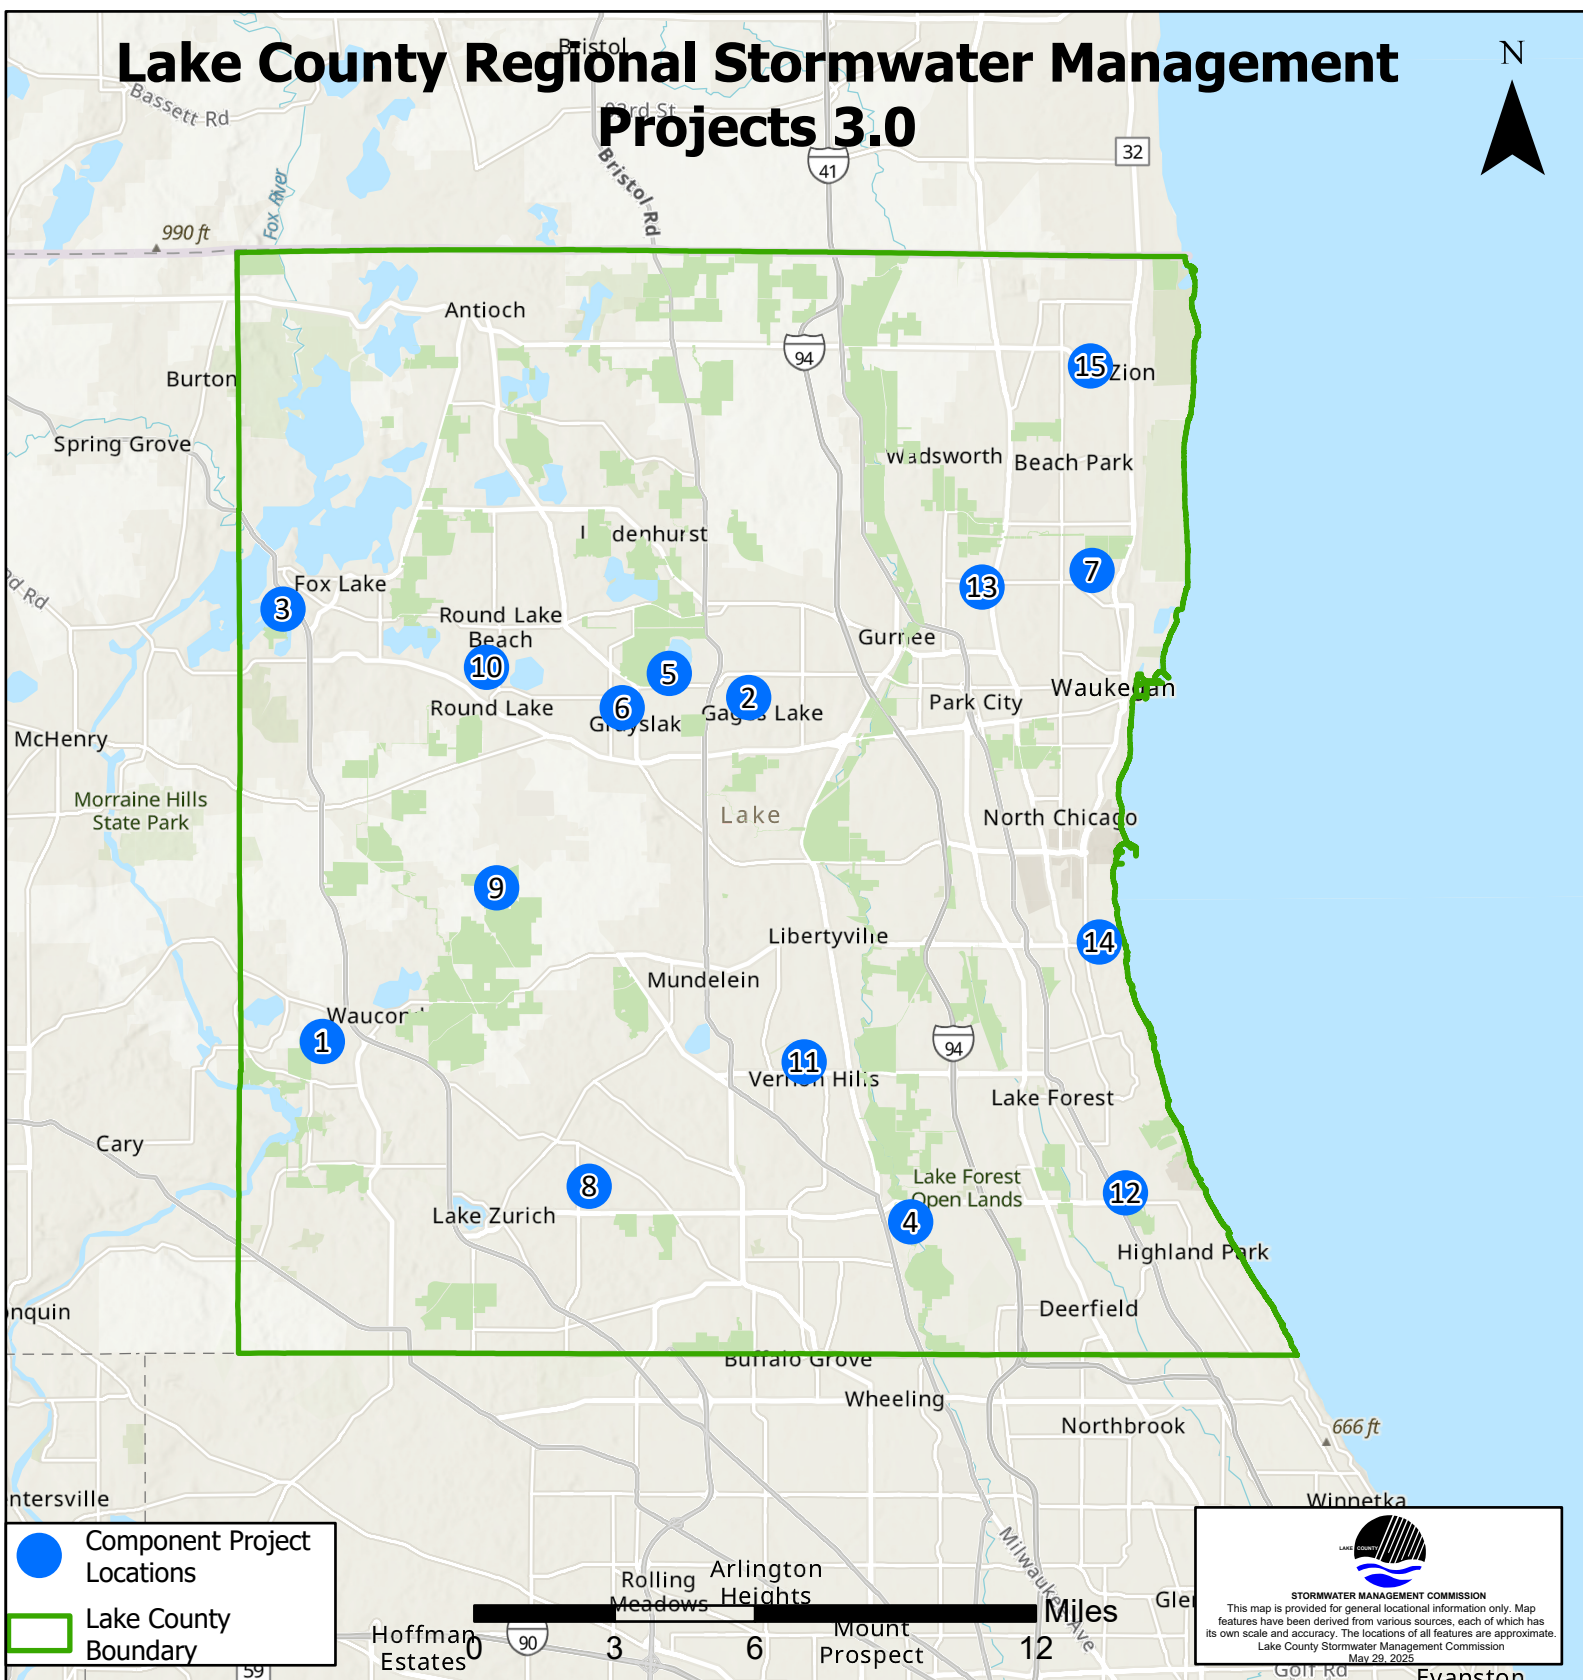 Lake County Regional Stormwater Management
Projects 3.0
N
Bristol
Bassett Rd
93rd St
Fox River
Bristol Rd
41
32
990 ft
Antioch
94
15
Zion
Burton
Spring Grove
Wadsworth
Beach Park
denhurst
Fox Lake
3
13
7
Round Lake
Beach
10
Gurnee
5
6
2
Round Lake
Grayslak
Gages Lake
Park City
Waukegan
McHenry
Morraine Hills
State Park
Lake
North Chicago
9
14
Libertyville
Mundelein
Waucond
1
94
11
Vernon Hills
Lake Forest
Cary
8
Lake Forest
Open Lands
12
Lake Zurich
4
Highland Park
onquin
Deerfield
Buffalo Grove
Wheeling
Northbrook
666 ft
ntersville
Winnetka
Component Project
Locations
Lake County
Boundary
Milwaukee Ave
Rolling
Meadows
Arlington
Heights
Glen
Miles
0
3
6
12
Hoffman
Estates
90
Mount
Prospect
59
LAKE COUNTY
STORMWATER MANAGEMENT COMMISSION
This map is provided for general locational information only. Map
features have been derived from various sources, each of which has
its own scale and accuracy. The locations of all features are approximate.
Lake County Stormwater Management Commission
May 29, 2025
Golf Rd
Evanston